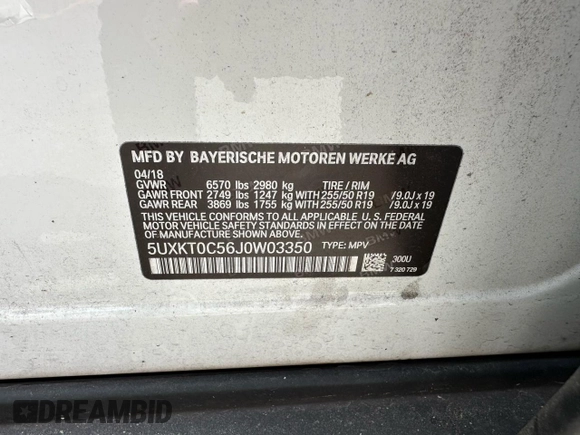 MFD BY BAYERISCHE MOTOREN WERKE AG
04/18
GVWR 6570 lbs 2980 kg TIRE / RIM
GAWR FRONT 2749 lbs 1247 kg WITH 255/50 R19 /9.0J x 19
GAWR REAR 3869 lbs 1755 kg WITH 255/50 R19 /9.0J x 19
THIS VEHICLE CONFORMS TO ALL APPLICABLE U.S. FEDERAL
MOTOR VEHICLE SAFETY STANDARDS IN EFFECT ON THE DATE
OF MANUFACTURE SHOWN ABOVE.
5UXKT0C56J0W03350 TYPE: MPV 300U
7 320 729
DREAMBID